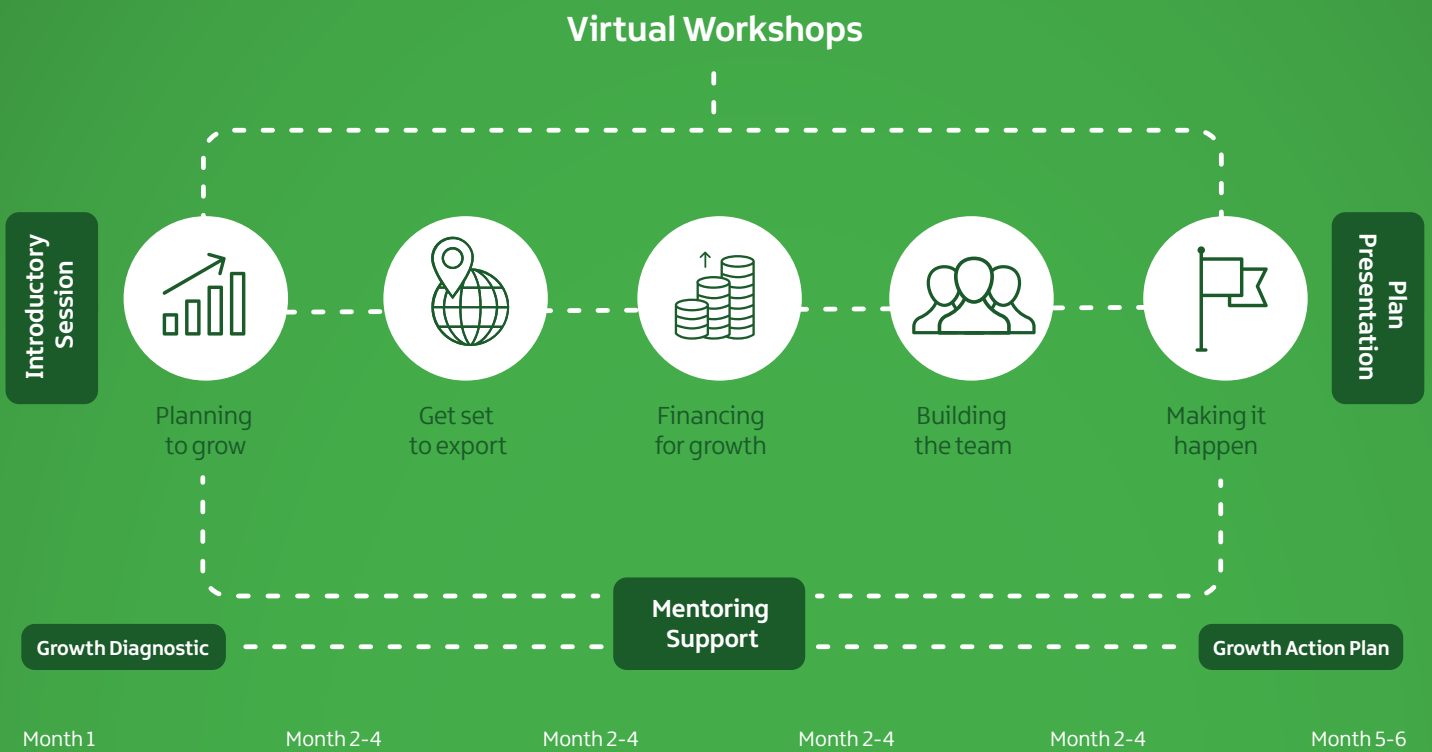 Virtual Workshops
Introductory
Session
Planning
to grow
Get set
to export
Financing
for growth
Building
the team
Making it
happen
Plan
Presentation
Mentoring
Support
Growth Diagnostic
Growth Action Plan
Month 1
Month 2-4
Month 2-4
Month 2-4
Month 2-4
Month 5-6